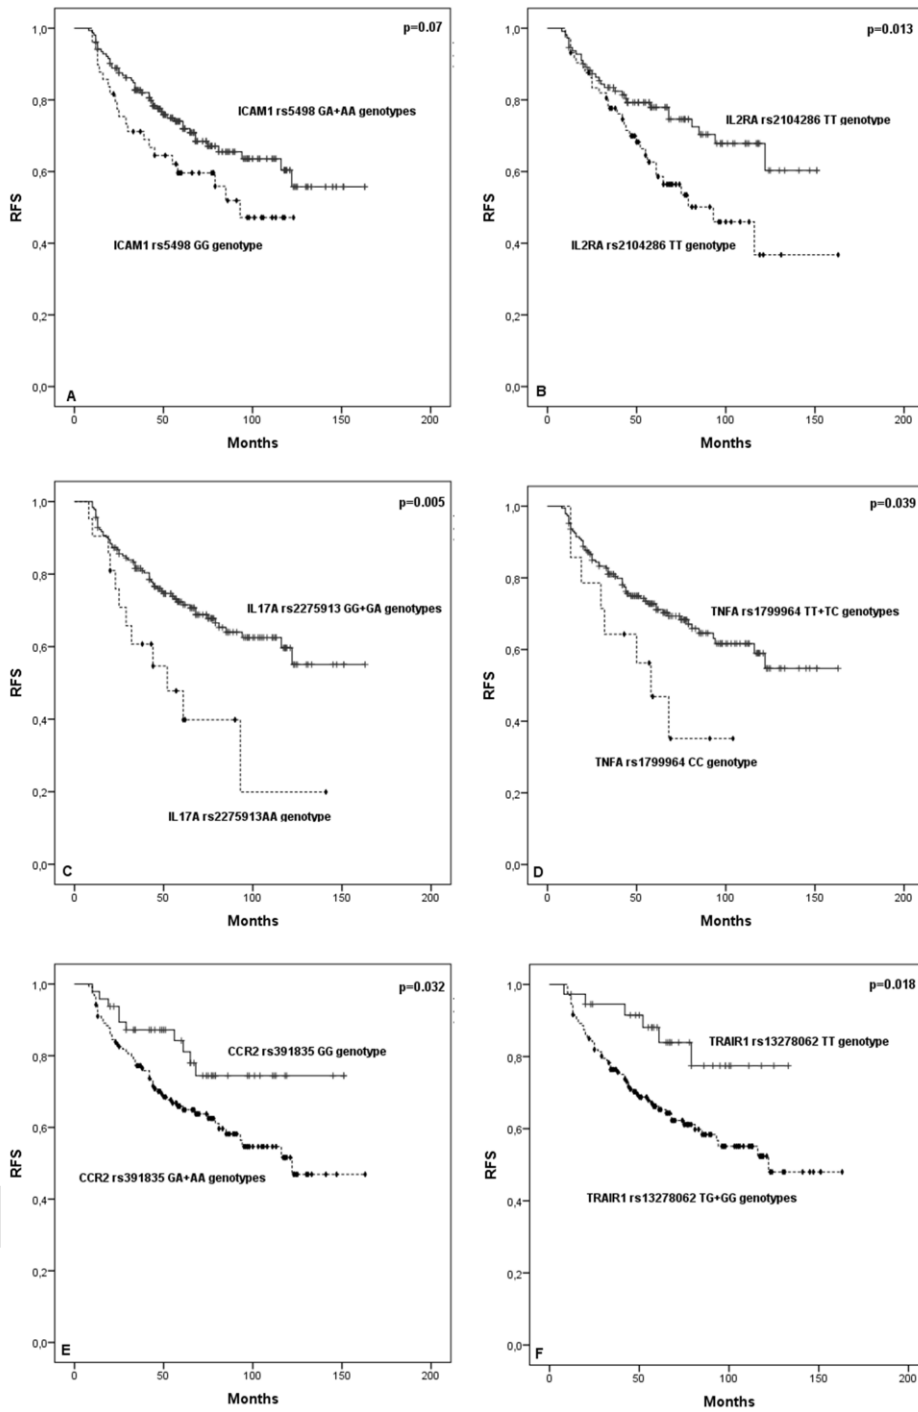 p=0.07
1,0
0,8
0,6
0,4
0,2
0,0
RFS
ICAM1 rs5498 GA+AA genotypes
ICAM1 rs5498 GG genotype
A
0 50 100 150 200
Months
p=0.013
1,0
0,8
0,6
0,4
0,2
0,0
RFS
IL2RA rs2104286 TT genotype
IL2RA rs2104286 TT genotype
B
0 50 100 150 200
Months
p=0.005
1,0
0,8
0,6
0,4
0,2
0,0
RFS
IL17A rs2275913 GG+GA genotypes
IL17A rs2275913AA genotype
C
0 50 100 150 200
Months
p=0.039
1,0
0,8
0,6
0,4
0,2
0,0
RFS
TNFA rs1799964 TT+TC genotypes
TNFA rs1799964 CC genotype
D
0 50 100 150 200
Months
p=0.032
1,0
0,8
0,6
0,4
0,2
0,0
RFS
CCR2 rs391835 GG genotype
CCR2 rs391835 GA+AA genotypes
E
0 50 100 150 200
Months
p=0.018
1,0
0,8
0,6
0,4
0,2
0,0
RFS
TRAIR1 rs13278062 TT genotype
TRAIR1 rs13278062 TG+GG genotypes
F
0 50 100 150 200
Months